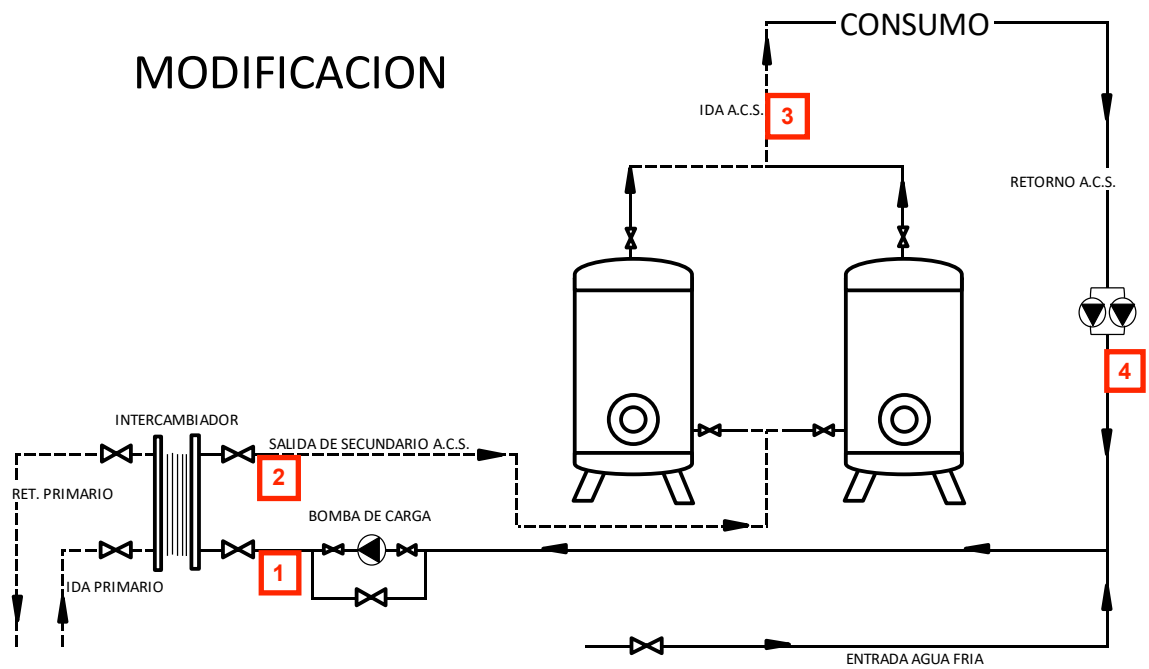 CONSUMO
MODIFICACION
IDA A.C.S.
3
RETORNO A.C.S.
4
INTERCAMBIADOR
SALIDA DE SECUNDARIO A.C.S.
2
RET. PRIMARIO
BOMBA DE CARGA
1
IDA PRIMARIO
ENTRADA AGUA FRIA